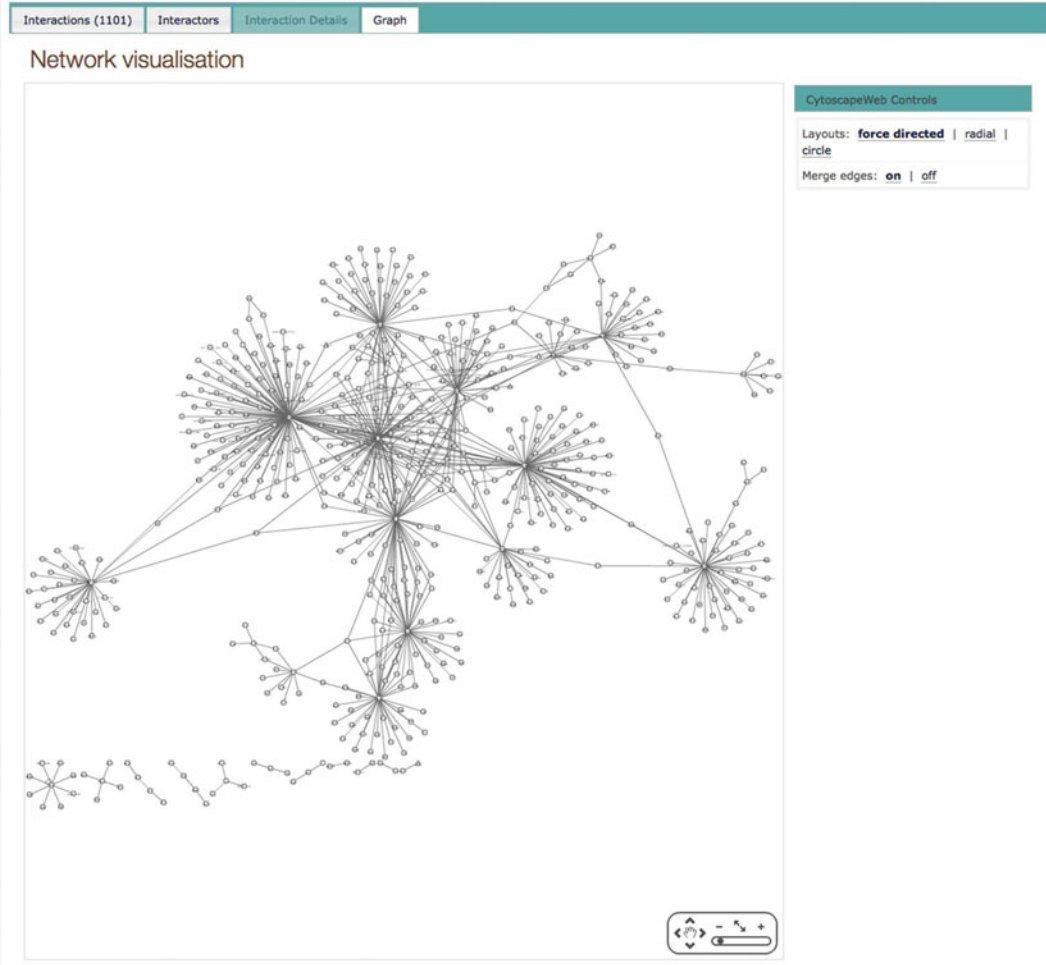 Interactions (1101) Interactors Interaction Details Graph
Network visualisation
CytoscapeWeb Controls
Layouts: force directed | radial |
circle
Merge edges: on | off